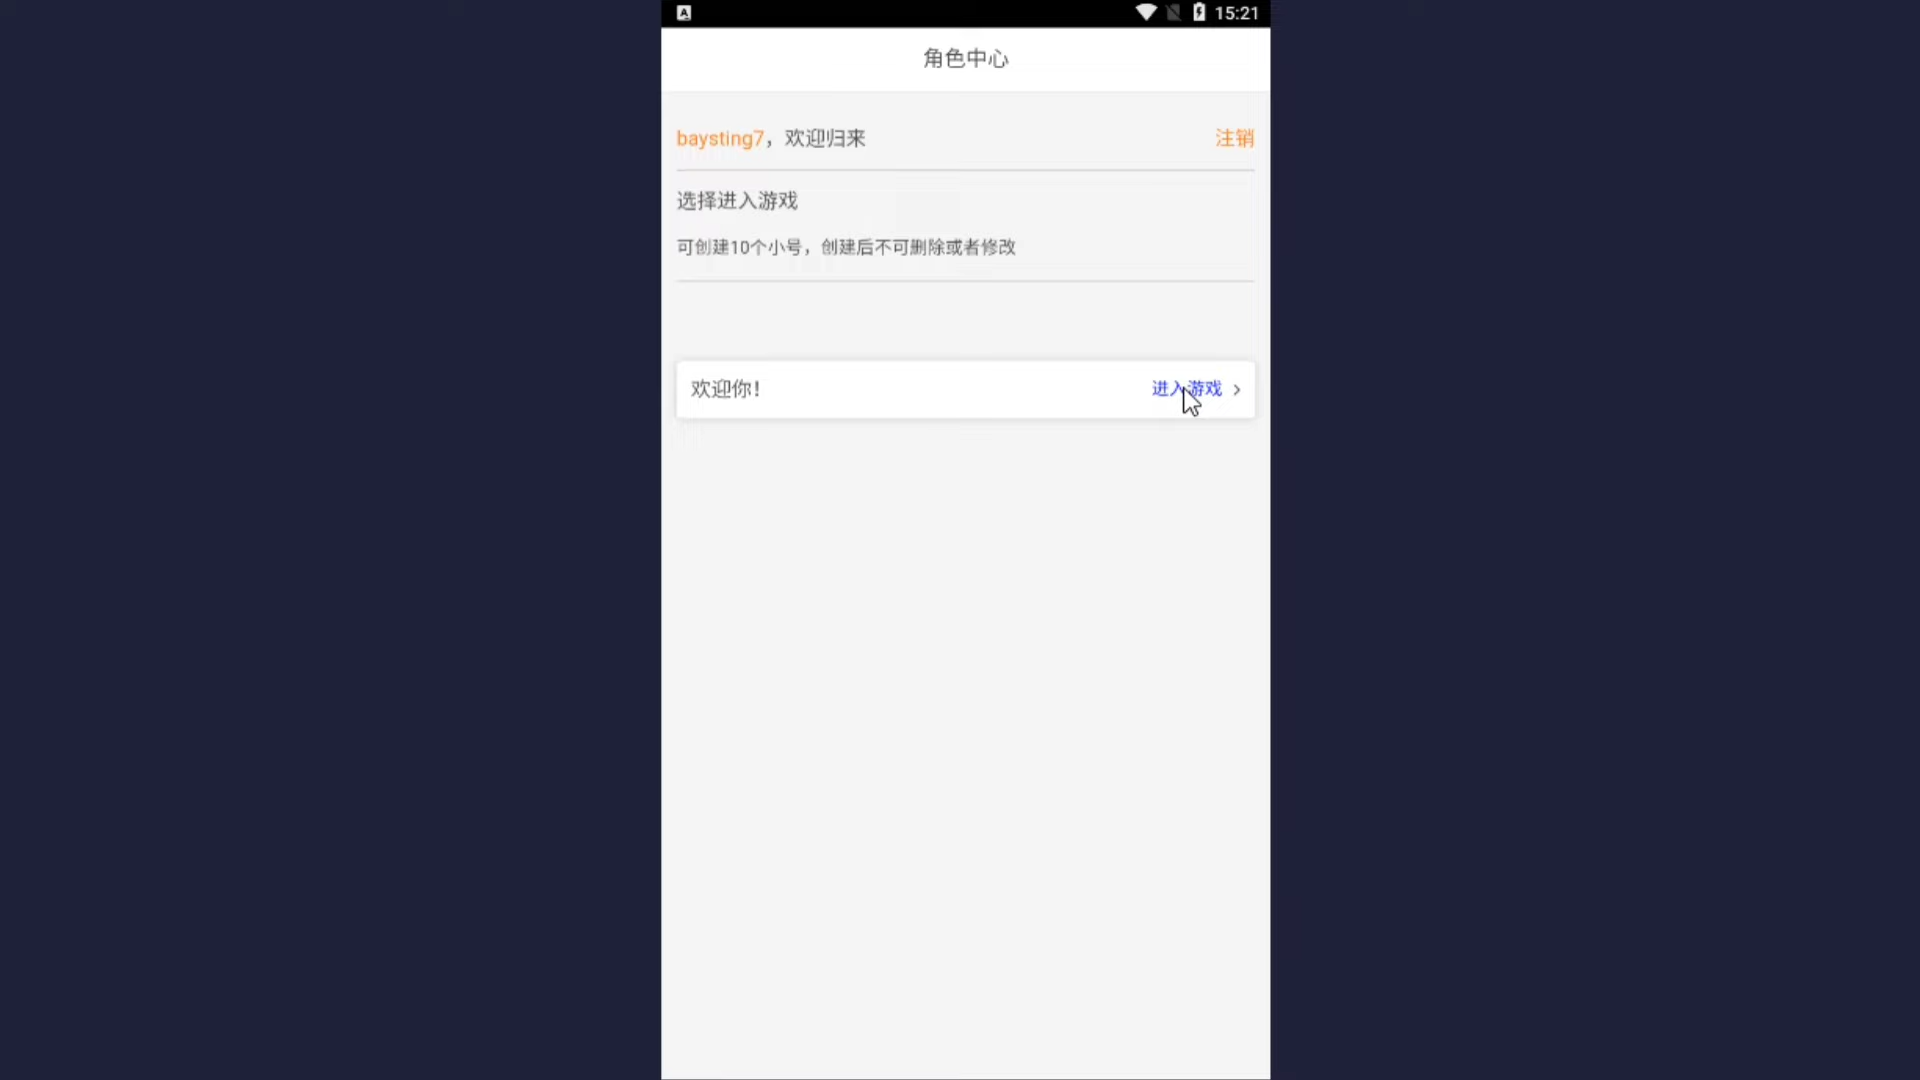 15:21
角色中心
baysting7，欢迎归来 注销
选择进入游戏
可创建10个小号，创建后不可删除或者修改
欢迎你！ 进入游戏